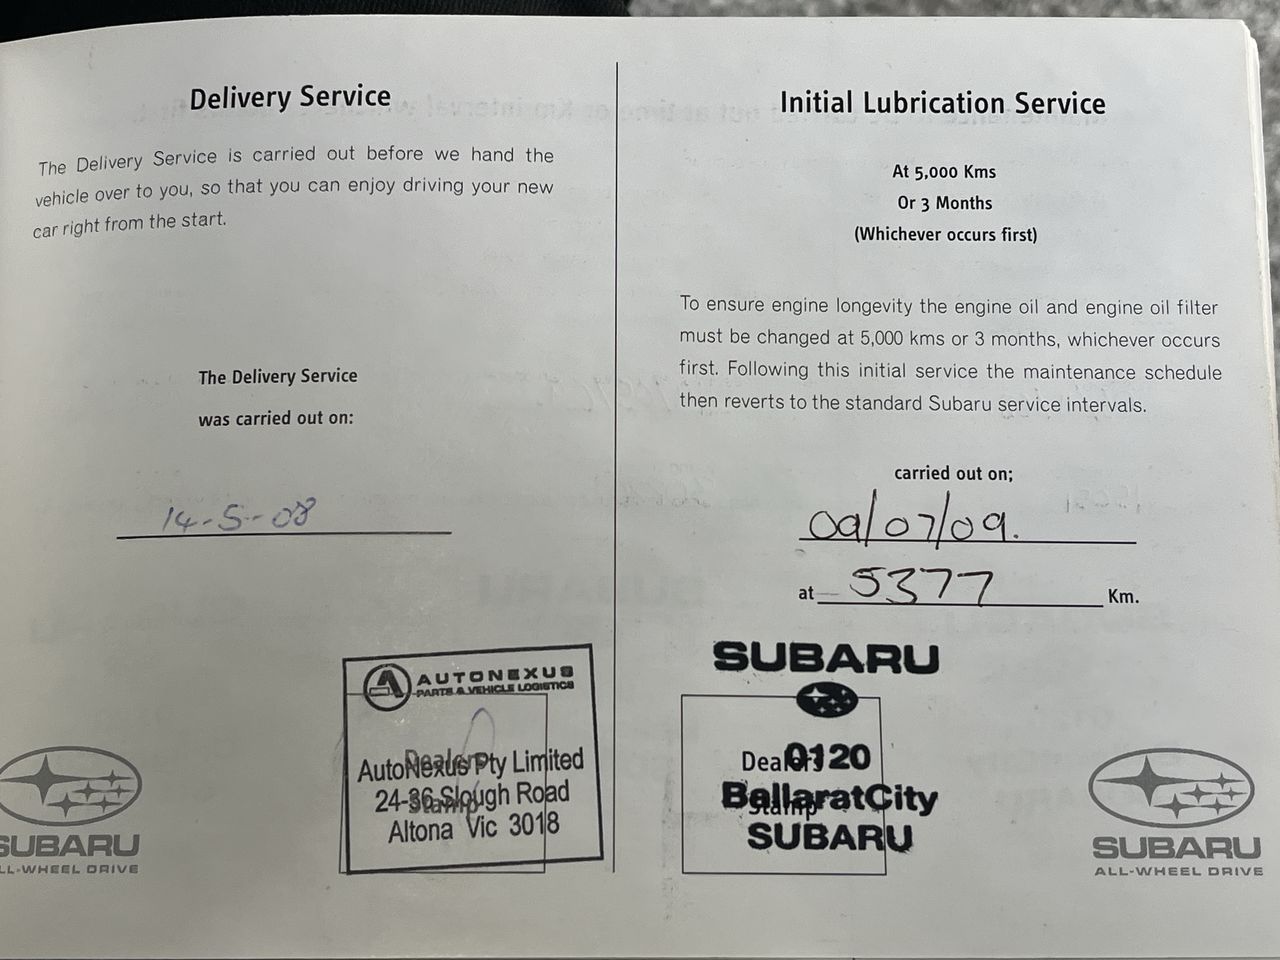 Delivery Service
The Delivery Service is carried out before we hand the
vehicle over to you, so that you can enjoy driving your new
car right from the start.
The Delivery Service
was carried out on:
14-5-08
AUTONEXUS
PARTS & VEHICLE LOGISTICS
Dealers
Stamp
AutoNexus Pty Limited
24-36 Slough Road
Altona Vic 3018
SUBARU
ALL-WHEEL DRIVE
Initial Lubrication Service
At 5,000 Kms
Or 3 Months
(Whichever occurs first)
To ensure engine longevity the engine oil and engine oil filter
must be changed at 5,000 kms or 3 months, whichever occurs
first. Following this initial service the maintenance schedule
then reverts to the standard Subaru service intervals.
carried out on;
09/07/09.
at 5377 Km.
SUBARU
Dealers
Stamp
0120
BallaratCity
SUBARU
SUBARU
ALL-WHEEL DRIVE